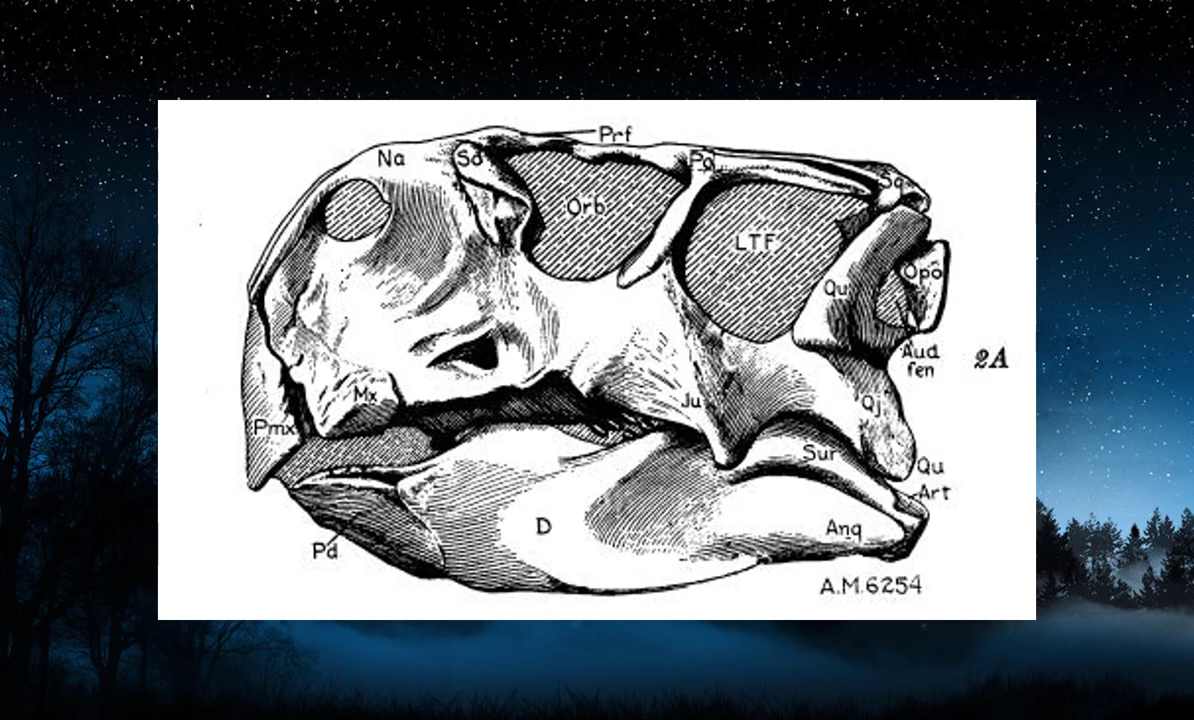 Prf
Na
So
Po
Sq
Orb
LTF
Opo
Qu
Aud
fen
2A
Mx
Ju
Qj
Pmx
Sur
Qu
Art
D
Ang
Pd
A.M.6254